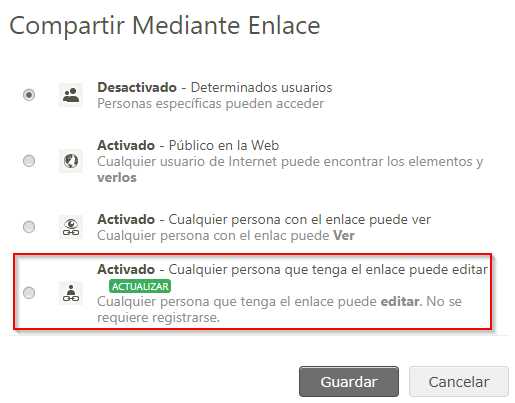 Compartir Mediante Enlace
Desactivado - Determinados usuarios
Personas específicas pueden acceder
Activado - Público en la Web
Cualquier usuario de Internet puede encontrar los elementos y
verlos
Activado - Cualquier persona con el enlace puede ver
Cualquier persona con el enlac puede Ver
Activado - Cualquier persona que tenga el enlace puede editar
ACTUALIZAR
Cualquier persona que tenga el enlace puede editar. No se
requiere registrarse.
Guardar
Cancelar